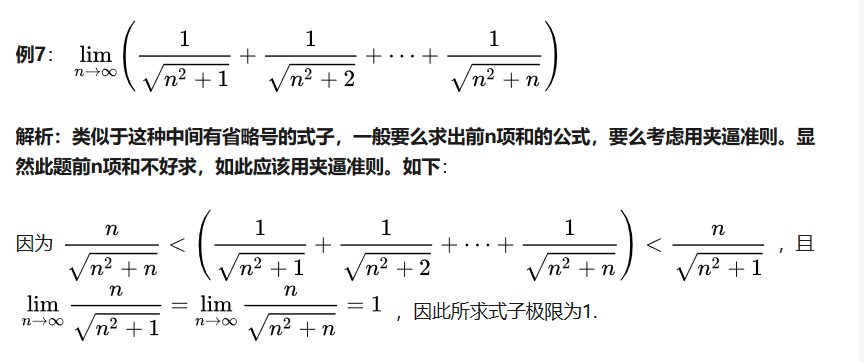 例7： $\lim_{n \to \infty} \left( \frac{1}{\sqrt{n^2+1}} + \frac{1}{\sqrt{n^2+2}} + \cdots + \frac{1}{\sqrt{n^2+n}} \right)$
解析：类似于这种中间有省略号的式子，一般要么求出前n项和的公式，要么考虑用夹逼准则。显
然此题前n项和不好求，如此应该用夹逼准则。如下：
因为 $\frac{n}{\sqrt{n^2+n}} < \left( \frac{1}{\sqrt{n^2+1}} + \frac{1}{\sqrt{n^2+2}} + \cdots + \frac{1}{\sqrt{n^2+n}} \right) < \frac{n}{\sqrt{n^2+1}}$ ，且
$\lim_{n \to \infty} \frac{n}{\sqrt{n^2+1}} = \lim_{n \to \infty} \frac{n}{\sqrt{n^2+n}} = 1$ ，因此所求式子极限为1.